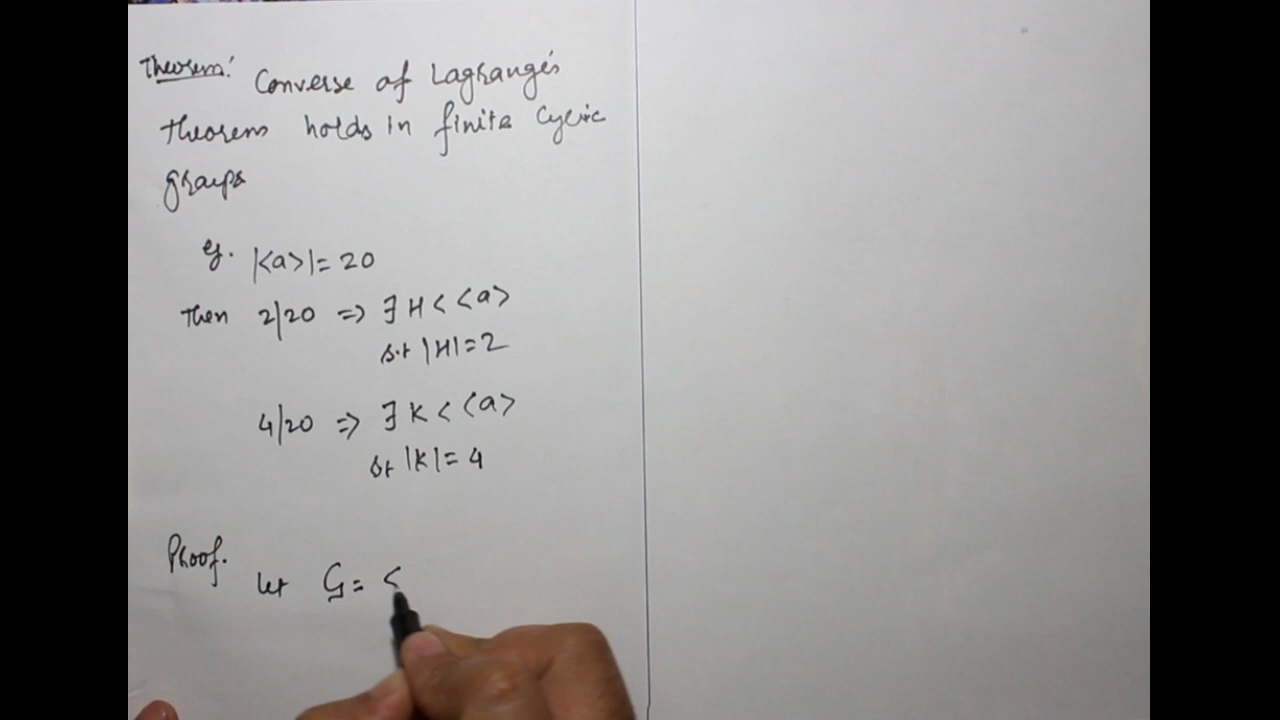 Theorem: Converse of Lagrange's
theorem holds in finite cyclic
groups
eg. |<a>| = 20
Then 2|20 => ∃ H < <a>
s.t |H| = 2
4|20 => ∃ K < <a>
st |K| = 4
Proof.
Let G = <